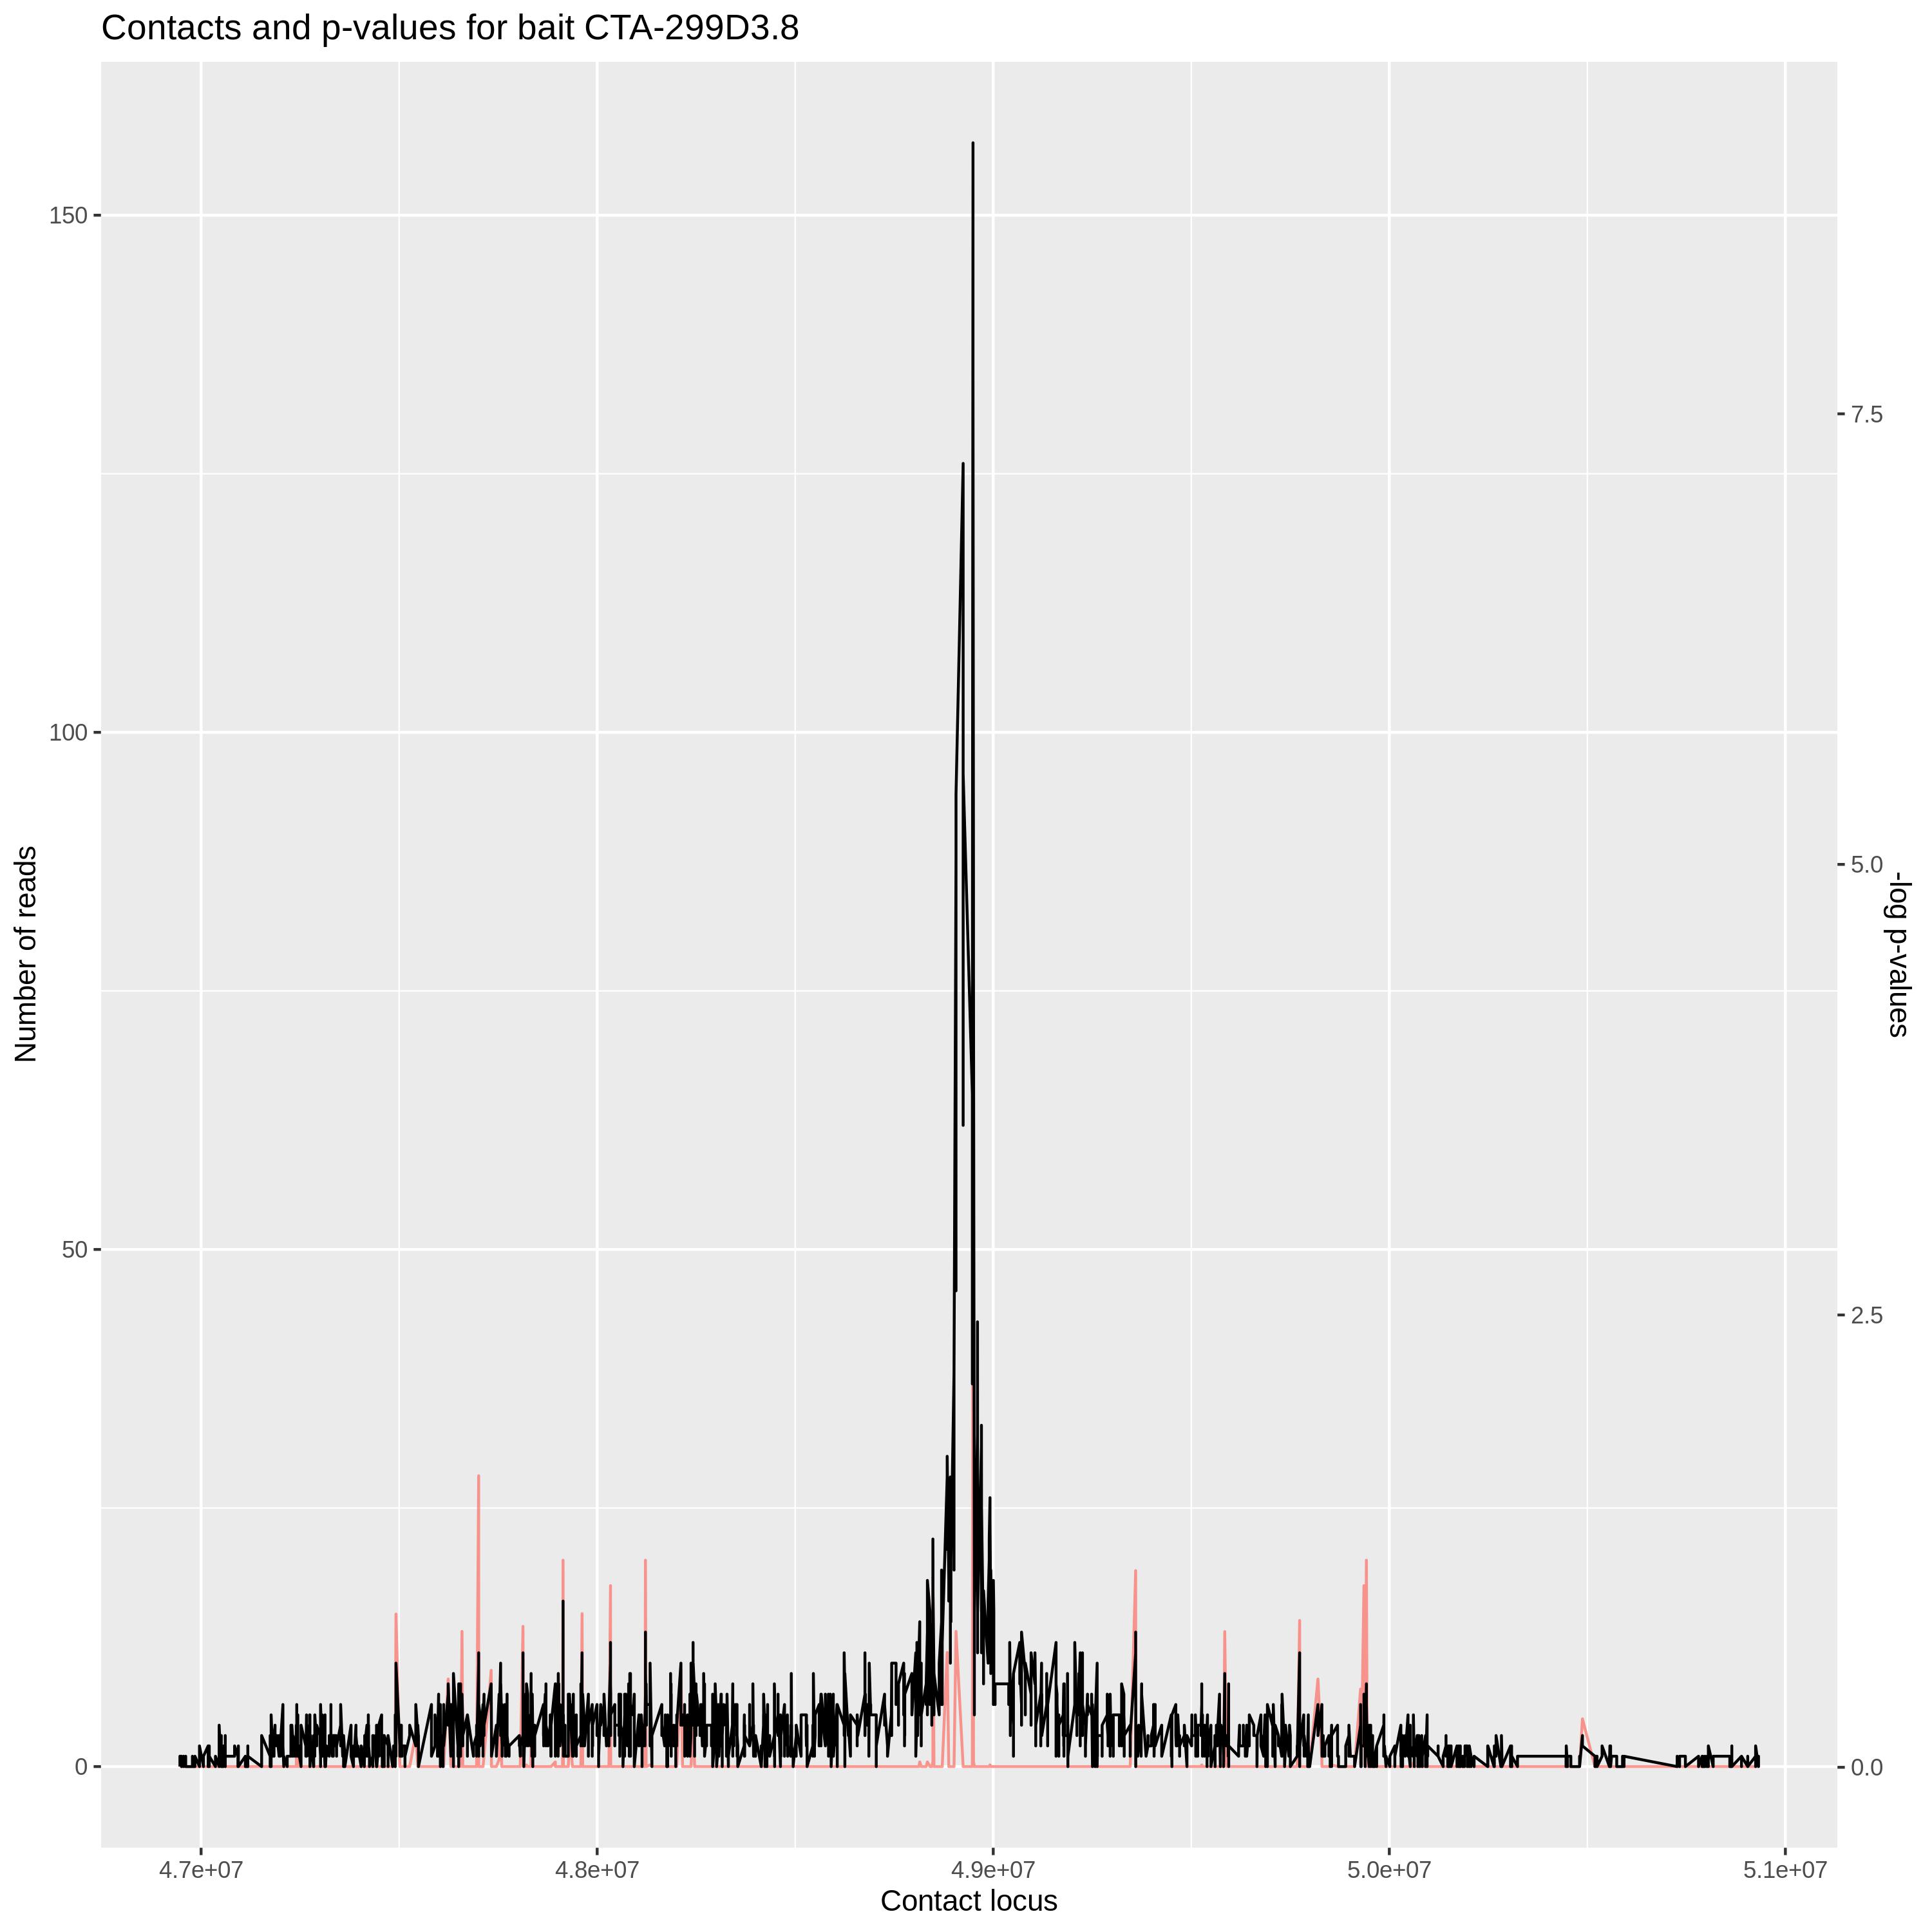 Contacts and p-values for bait CTA-299D3.8
150
100
50
0
Number of reads
7.5
5.0
2.5
0.0
-log p-values
4.7e+07
4.8e+07
4.9e+07
5.0e+07
5.1e+07
Contact locus